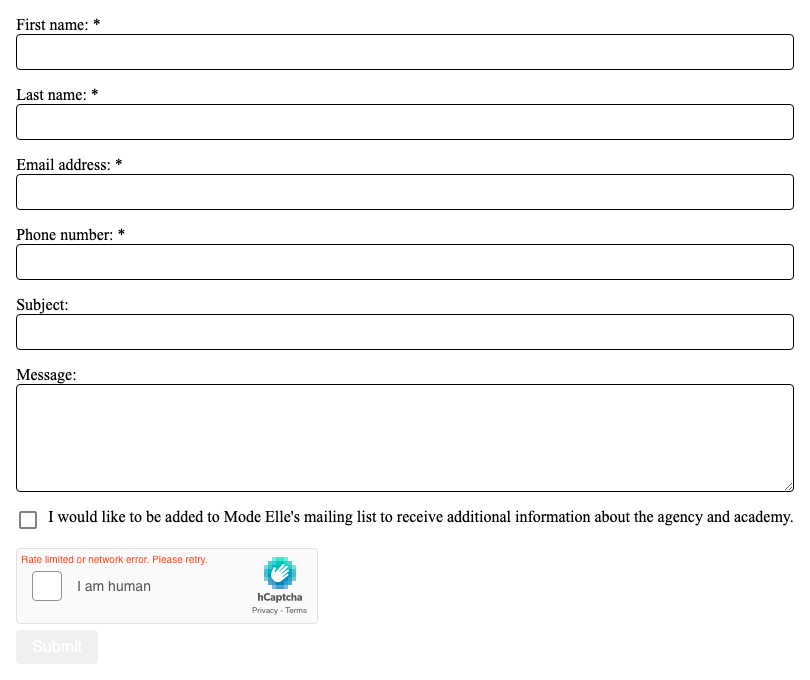 First name: *
Last name: *
Email address: *
Phone number: *
Subject:
Message:
I would like to be added to Mode Elle's mailing list to receive additional information about the agency and academy.
Rate limited or network error. Please retry.
I am human
hCaptcha
Privacy - Terms
Submit